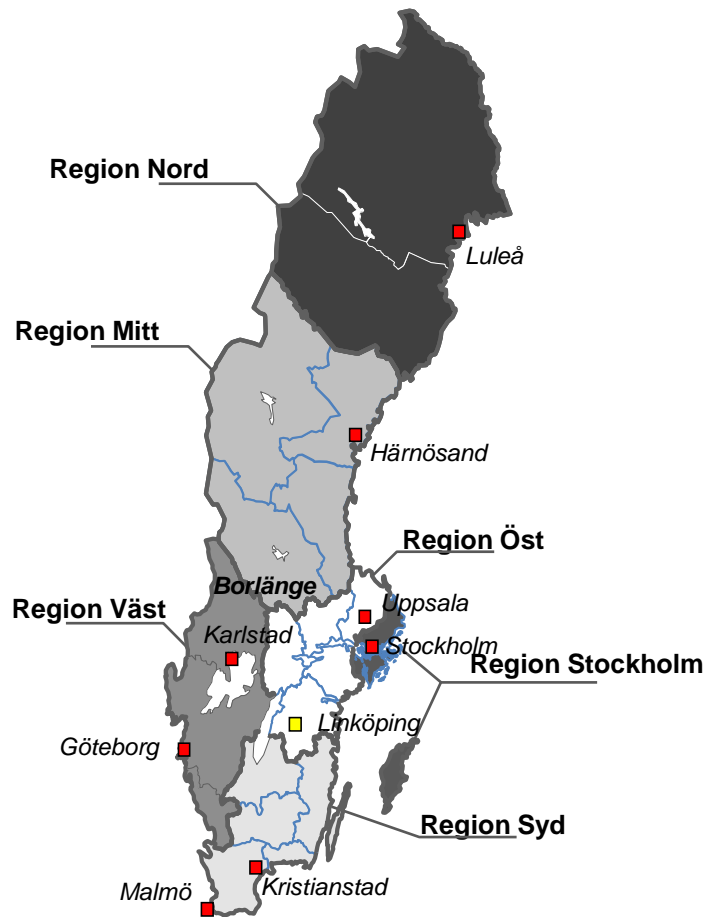 Region Nord
Luleå
Region Mitt
Härnösand
Region Öst
Borlänge
Uppsala
Region Väst
Karlstad
Stockholm
Region Stockholm
Linköping
Göteborg
Region Syd
Kristianstad
Malmö